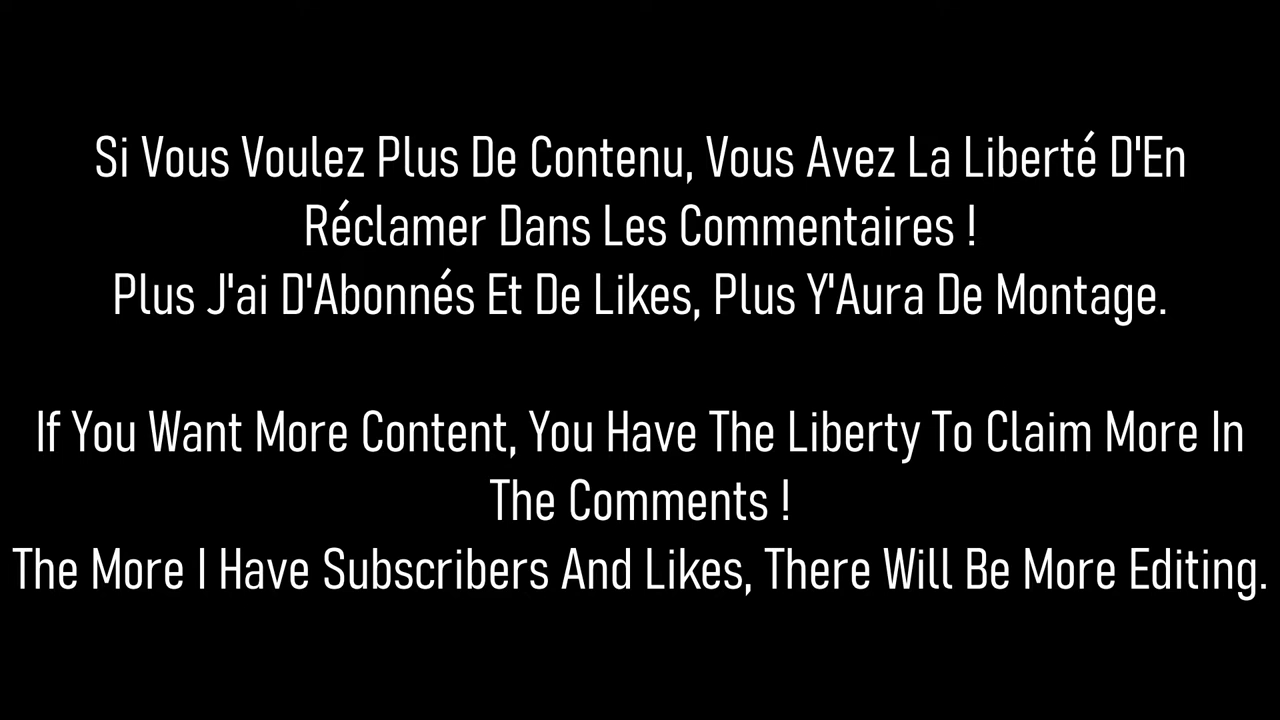 Si Vous Voulez Plus De Contenu, Vous Avez La Liberté D'En
Réclamer Dans Les Commentaires !
Plus J'ai D'Abonnés Et De Likes, Plus Y'Aura De Montage.
If You Want More Content, You Have The Liberty To Claim More In
The Comments !
The More I Have Subscribers And Likes, There Will Be More Editing.